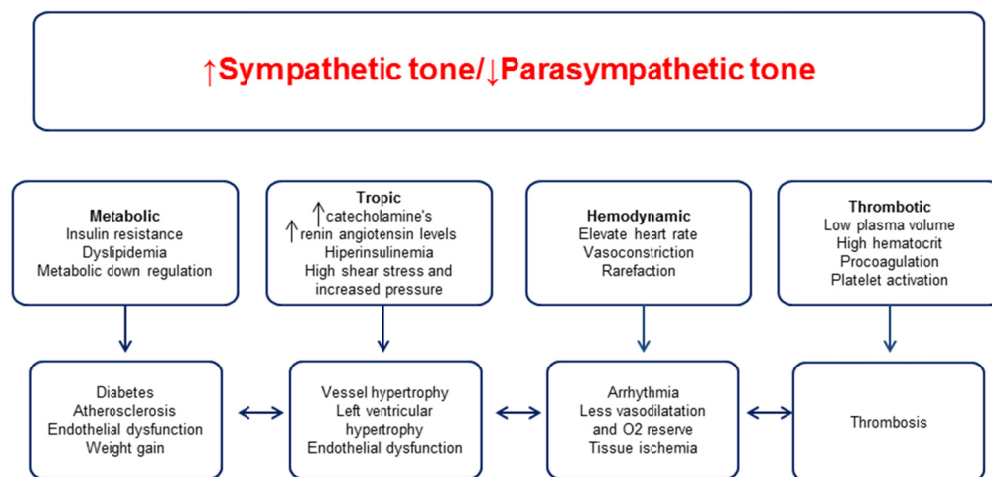 ↑Sympathetic tone/↓Parasympathetic tone
Metabolic
Insulin resistance
Dyslipidemia
Metabolic down regulation
Tropic
↑ catecholamine's
↑ renin angiotensin levels
Hiperinsulinemia
High shear stress and
increased pressure
Hemodynamic
Elevate heart rate
Vasoconstriction
Rarefaction
Thrombotic
Low plasma volume
High hematocrit
Procoagulation
Platelet activation
Diabetes
Atherosclerosis
Endothelial dysfunction
Weight gain
Vessel hypertrophy
Left ventricular
hypertrophy
Endothelial dysfunction
Arrhythmia
Less vasodilatation
and O2 reserve
Tissue ischemia
Thrombosis